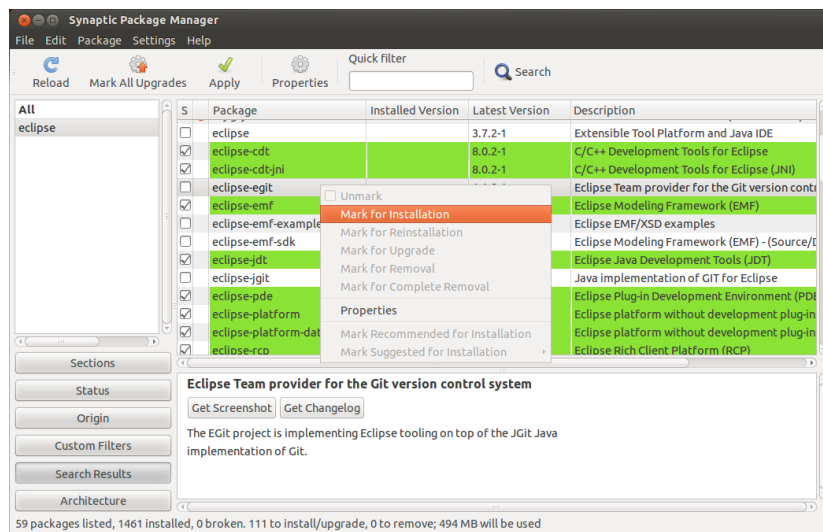 Synaptic Package Manager
File Edit Package Settings Help
Reload Mark All Upgrades Apply Properties Quick filter Search
All
eclipse
S Package Installed Version Latest Version Description
eclipse 3.7.2-1 Extensible Tool Platform and Java IDE
eclipse-cdt 8.0.2-1 C/C++ Development Tools for Eclipse
eclipse-cdt-jni 8.0.2-1 C/C++ Development Tools for Eclipse (JNI)
eclipse-egit Eclipse Team provider for the Git version contr
eclipse-emf Eclipse Modeling Framework (EMF)
eclipse-emf-example Eclipse EMF/XSD examples
eclipse-emf-sdk Eclipse Modeling Framework (EMF) - (Source/D
eclipse-jdt Eclipse Java Development Tools (JDT)
eclipse-jgit Java implementation of GIT for Eclipse
eclipse-pde Eclipse Plug-in Development Environment (PDE
eclipse-platform Eclipse platform without development plug-in
eclipse-platform-dat Eclipse platform without development plug-in
eclipse-rcp Eclipse Rich Client Platform (RCP)
Unmark
Mark for Installation
Mark for Reinstallation
Mark for Upgrade
Mark for Removal
Mark for Complete Removal
Properties
Mark Recommended for Installation
Mark Suggested for Installation
Sections
Status
Origin
Custom Filters
Search Results
Architecture
Eclipse Team provider for the Git version control system
Get Screenshot Get Changelog
The EGit project is implementing Eclipse tooling on top of the JGit Java
implementation of Git.
59 packages listed, 1461 installed, 0 broken. 111 to install/upgrade, 0 to remove; 494 MB will be used